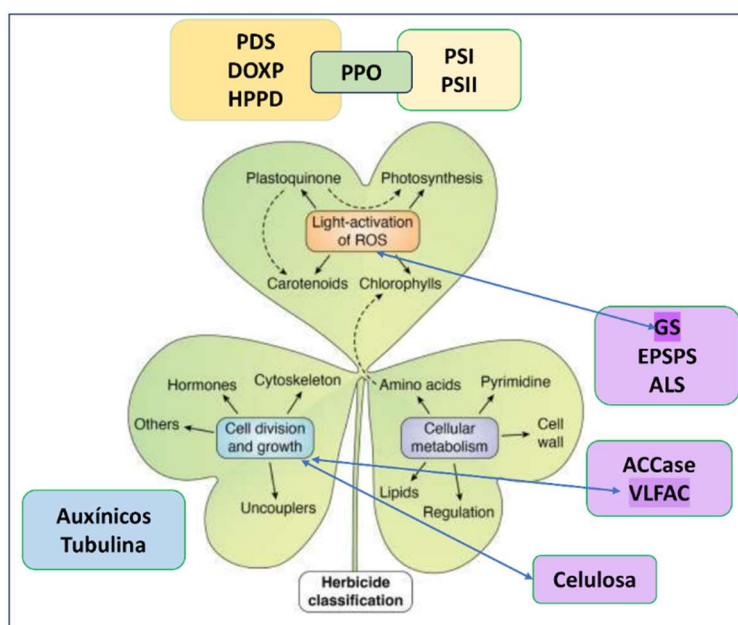 PDS
DOXP
HPPD
PPO
PSI
PSII
Plastoquinone
Photosynthesis
Light-activation
of ROS
Carotenoids
Chlorophylls
GS
EPSPS
ALS
Hormones
Cytoskeleton
Others
Cell division
and growth
Uncouplers
Amino acids
Pyrimidine
Cellular
metabolism
Cell
wall
Lipids
Regulation
ACCase
VLFAC
Auxínicos
Tubulina
Celulosa
Herbicide
classification